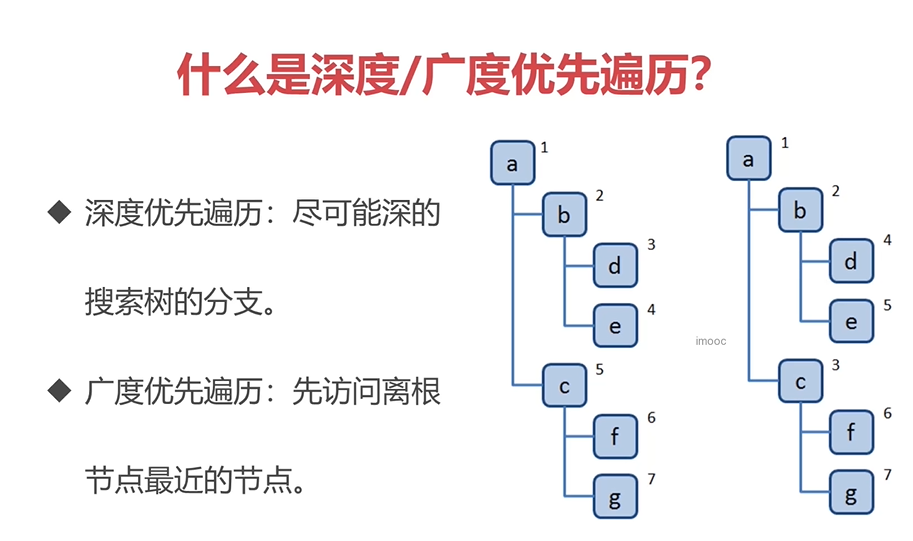 什么是深度/广度优先遍历？
◆ 深度优先遍历：尽可能深的
搜索树的分支。
◆ 广度优先遍历：先访问离根
节点最近的节点。
a 1
b 2
d 3
e 4
c 5
f 6
g 7
imooc
a 1
b 2
d 4
e 5
c 3
f 6
g 7